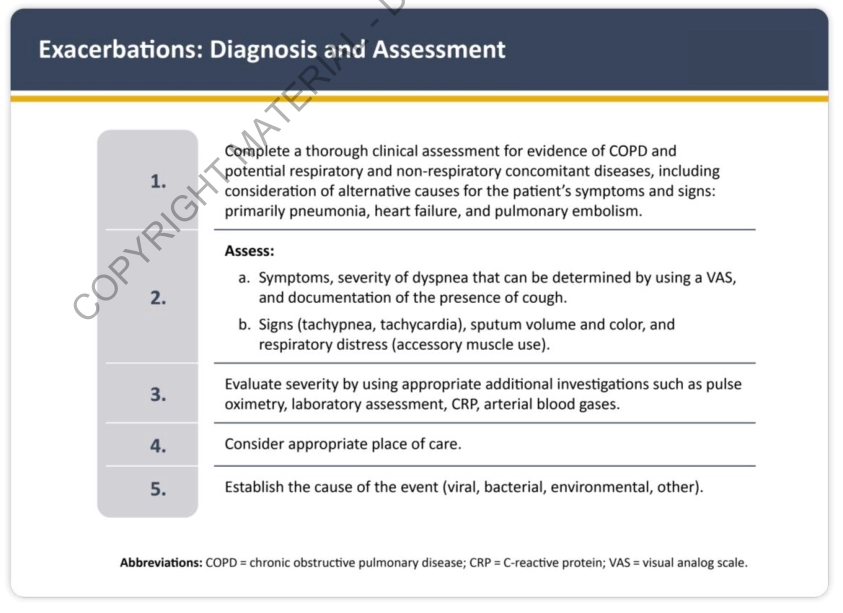 Exacerbations: Diagnosis and Assessment
1.
Complete a thorough clinical assessment for evidence of COPD and
potential respiratory and non-respiratory concomitant diseases, including
consideration of alternative causes for the patient's symptoms and signs:
primarily pneumonia, heart failure, and pulmonary embolism.
2.
Assess:
a. Symptoms, severity of dyspnea that can be determined by using a VAS,
and documentation of the presence of cough.
b. Signs (tachypnea, tachycardia), sputum volume and color, and
respiratory distress (accessory muscle use).
3.
Evaluate severity by using appropriate additional investigations such as pulse
oximetry, laboratory assessment, CRP, arterial blood gases.
4.
Consider appropriate place of care.
5.
Establish the cause of the event (viral, bacterial, environmental, other).
Abbreviations: COPD = chronic obstructive pulmonary disease; CRP = C-reactive protein; VAS = visual analog scale.
COPYRIGHT MATERIAL - D